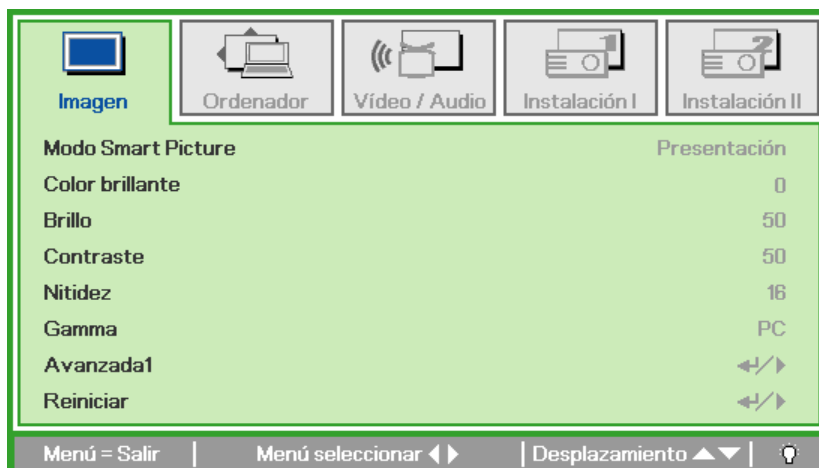 Imagen Ordenador Vídeo / Audio Instalación I Instalación II
Modo Smart Picture Presentación
Color brillante 0
Brillo 50
Contraste 50
Nitidez 16
Gamma PC
Avanzada1
Reiniciar
Menú = Salir Menú seleccionar Desplazamiento